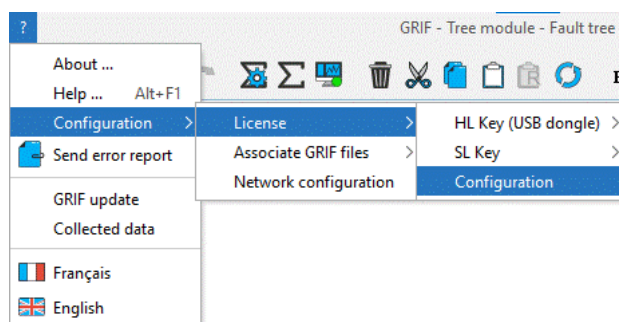 ?
GRIF - Tree module - Fault tree
About ...
Help ... Alt+F1
Configuration
Send error report
GRIF update
Collected data
Français
English
License
Associate GRIF files
Network configuration
HL Key (USB dongle)
SL Key
Configuration